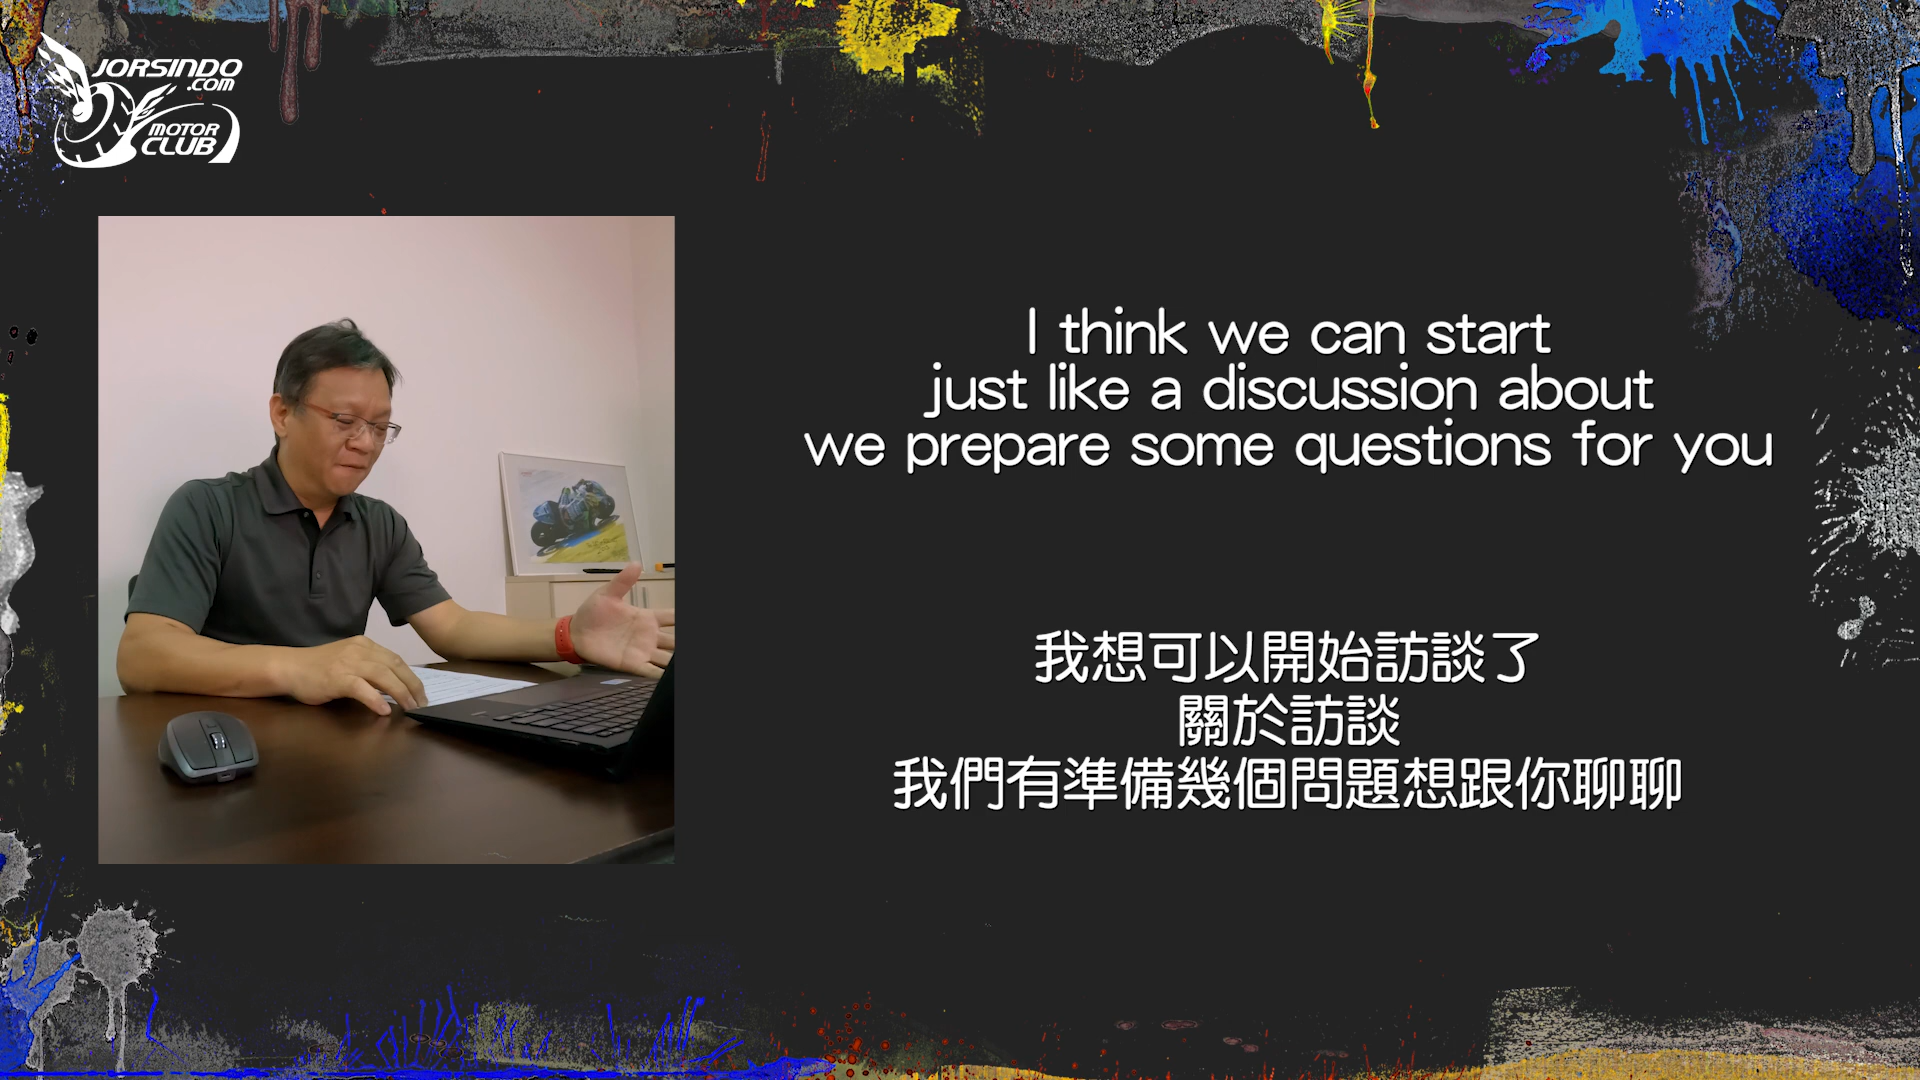 JORSINDO
.COM
MOTOR
CLUB
I think we can start
just like a discussion about
we prepare some questions for you
我想可以開始訪談了
關於訪談
我們有準備幾個問題想跟你聊聊